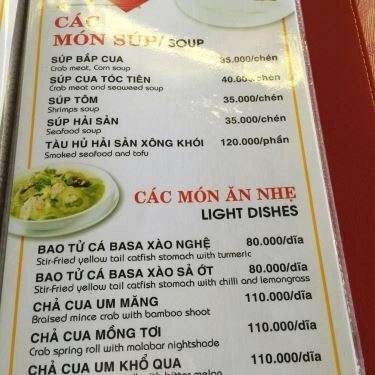 CÁC
MÓN SÚP/ SOUP
SÚP BẮP CUA 35.000/chén
Crab meat, Corn soup
SÚP CUA TÓC TIÊN 40.000/chén
Crab meat and seaweed soup
SÚP TÔM 35.000/chén
Shrimps soup
SÚP HẢI SẢN 35.000/chén
Seafood soup
TÀU HỦ HẢI SẢN XÔNG KHÓI 120.000/phần
Smoked seafood and tofu
CÁC MÓN ĂN NHẸ
LIGHT DISHES
BAO TỬ CÁ BASA XÀO NGHỆ 80.000/dĩa
Stir-Fried yellow tail catfish stomach with turmeric
BAO TỬ CÁ BASA XÀO SẢ ỚT 80.000/dĩa
Stir-Fried yellow tail catfish stomach with chilli and lemongrass
CHẢ CUA UM MĂNG 110.000/dĩa
Braised mince crab with bamboo shoot
CHẢ CUA MỒNG TƠI 110.000/dĩa
Crab spring roll with malabar nightshade
CHẢ CUA UM KHỔ QUA 110.000/dĩa
with bitter melon